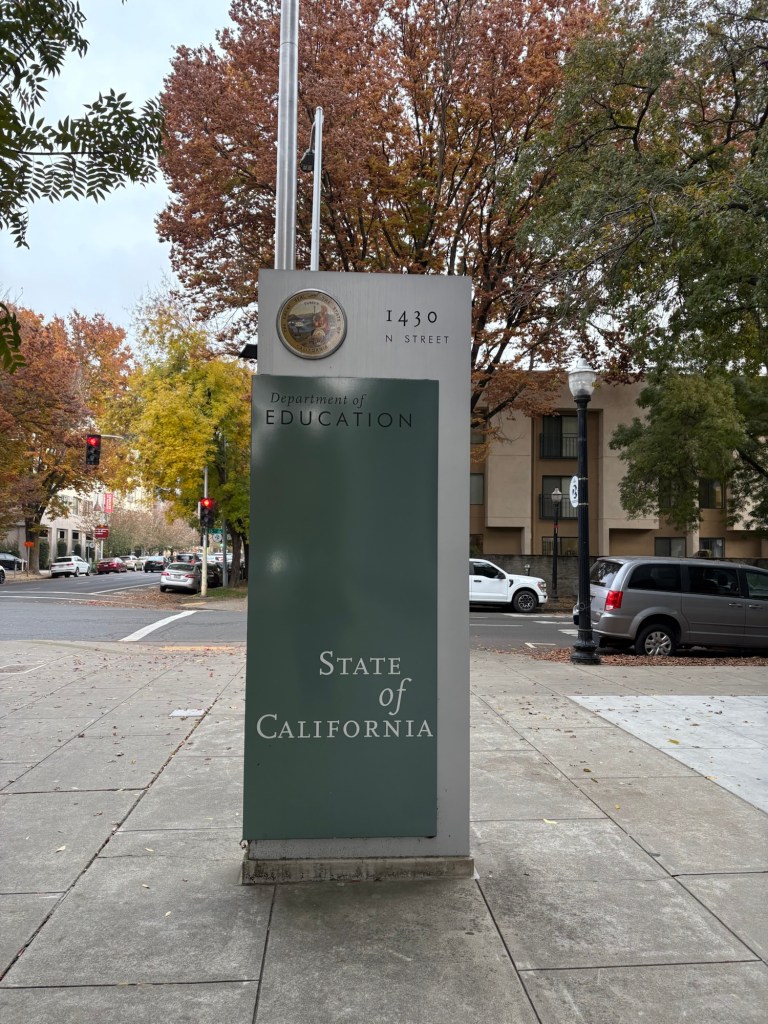 1430
N STREET
Department of
EDUCATION
STATE
of
CALIFORNIA